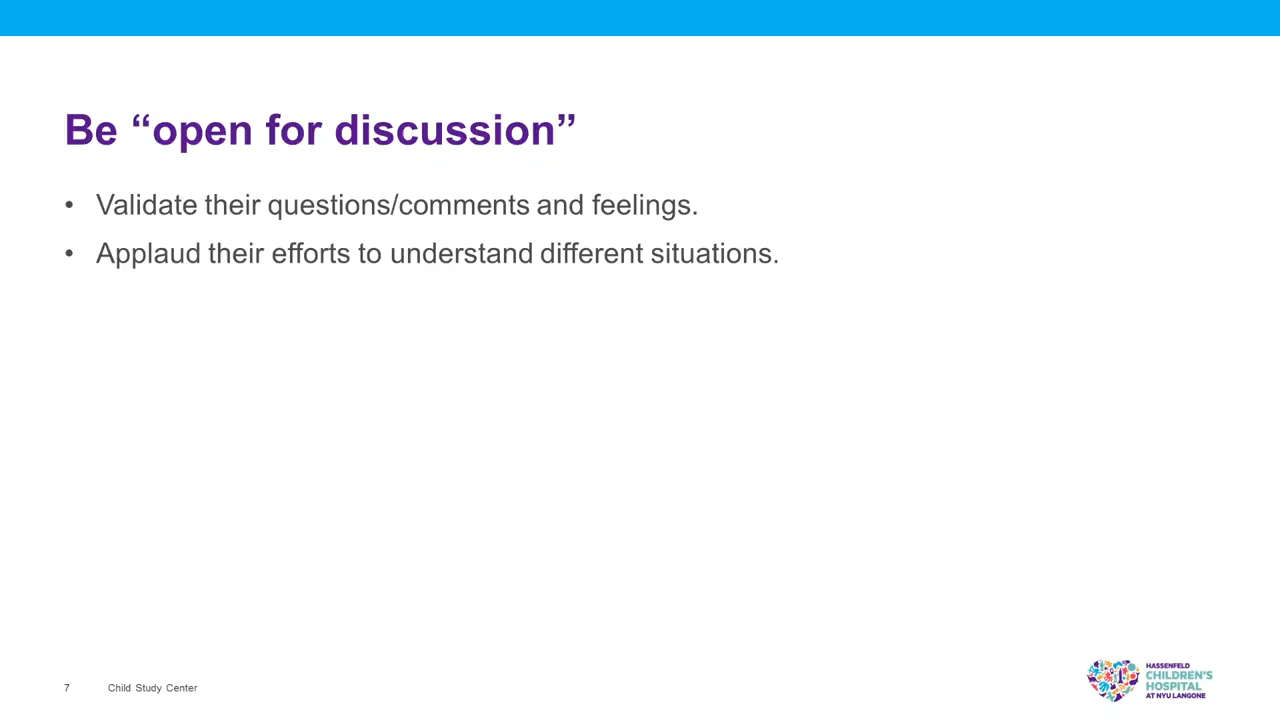 Be “open for discussion”
• Validate their questions/comments and feelings.
• Applaud their efforts to understand different situations.
7 Child Study Center
HASSENFELD
CHILDREN'S
HOSPITAL
AT NYU LANGONE